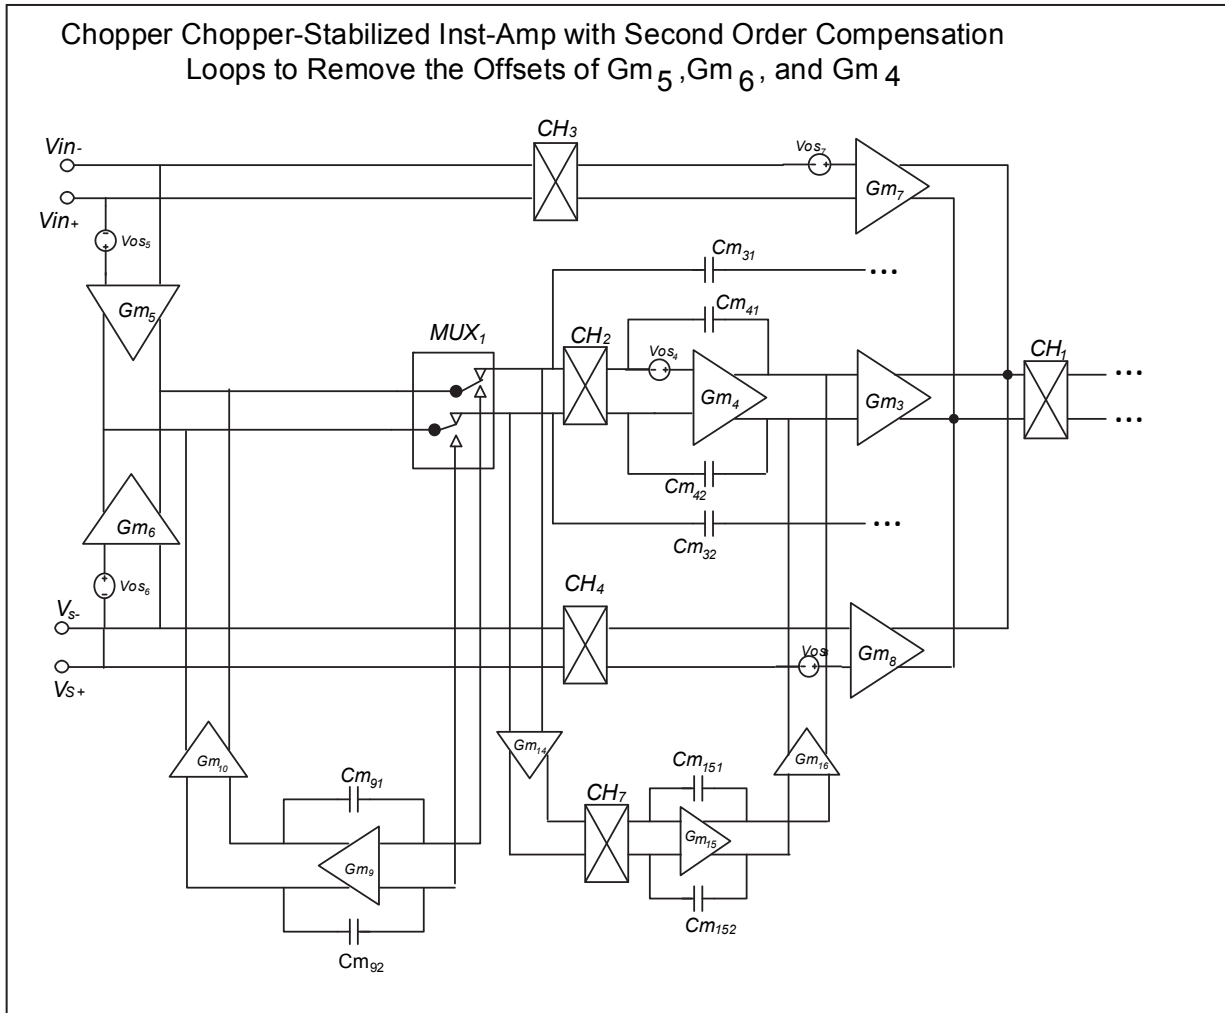 Chopper Chopper-Stabilized Inst-Amp with Second Order Compensation
Loops to Remove the Offsets of Gm5 ,Gm6, and Gm4
Vin-
Vin+
CH3
Vos7
Gm7
Vos5
Gm5
Cm31
...
Cm41
MUX1
CH2
Vos4
Gm4
Gm3
CH1
...
...
Cm42
Gm6
Cm32
...
Vos6
CH4
Vs-
VS+
Vos8
Gm8
Gm10
Gm14
Gm16
Cm91
Cm151
CH7
Gm9
Gm15
Cm152
Cm92